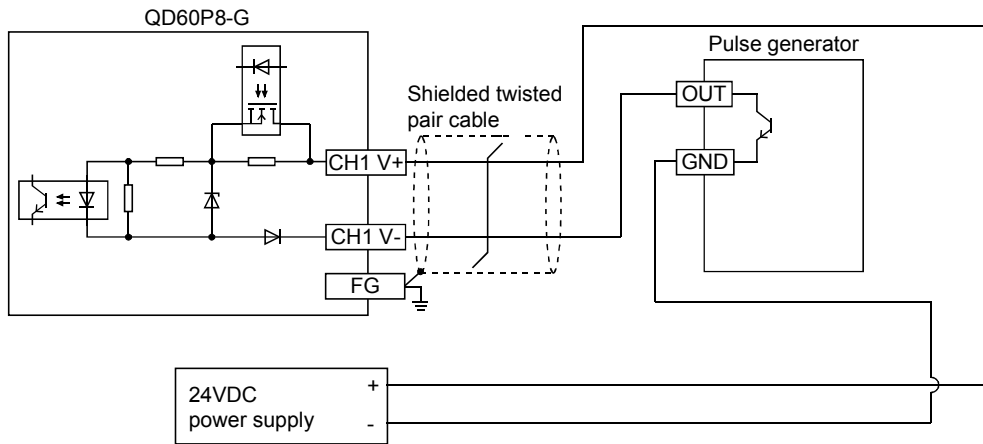 QD60P8-G
Pulse generator
Shielded twisted
pair cable
OUT
GND
CH1 V+
CH1 V-
FG
24VDC
power supply
+
-